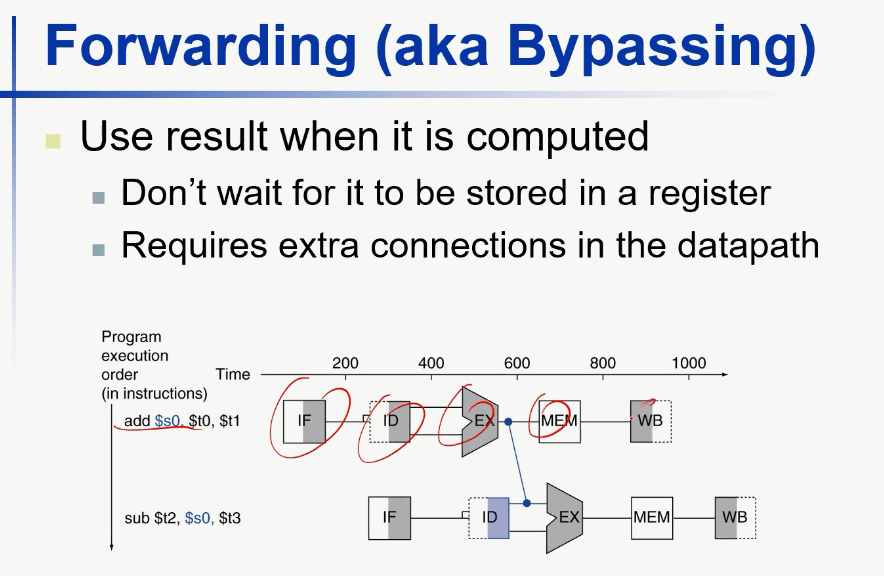 Forwarding (aka Bypassing)
Use result when it is computed
Don't wait for it to be stored in a register
Requires extra connections in the datapath
Program
execution
order
(in instructions)
Time
200 400 600 800 1000
add $s0, $t0, $t1
IF ID EX MEM WB
sub $t2, $s0, $t3
IF ID EX MEM WB